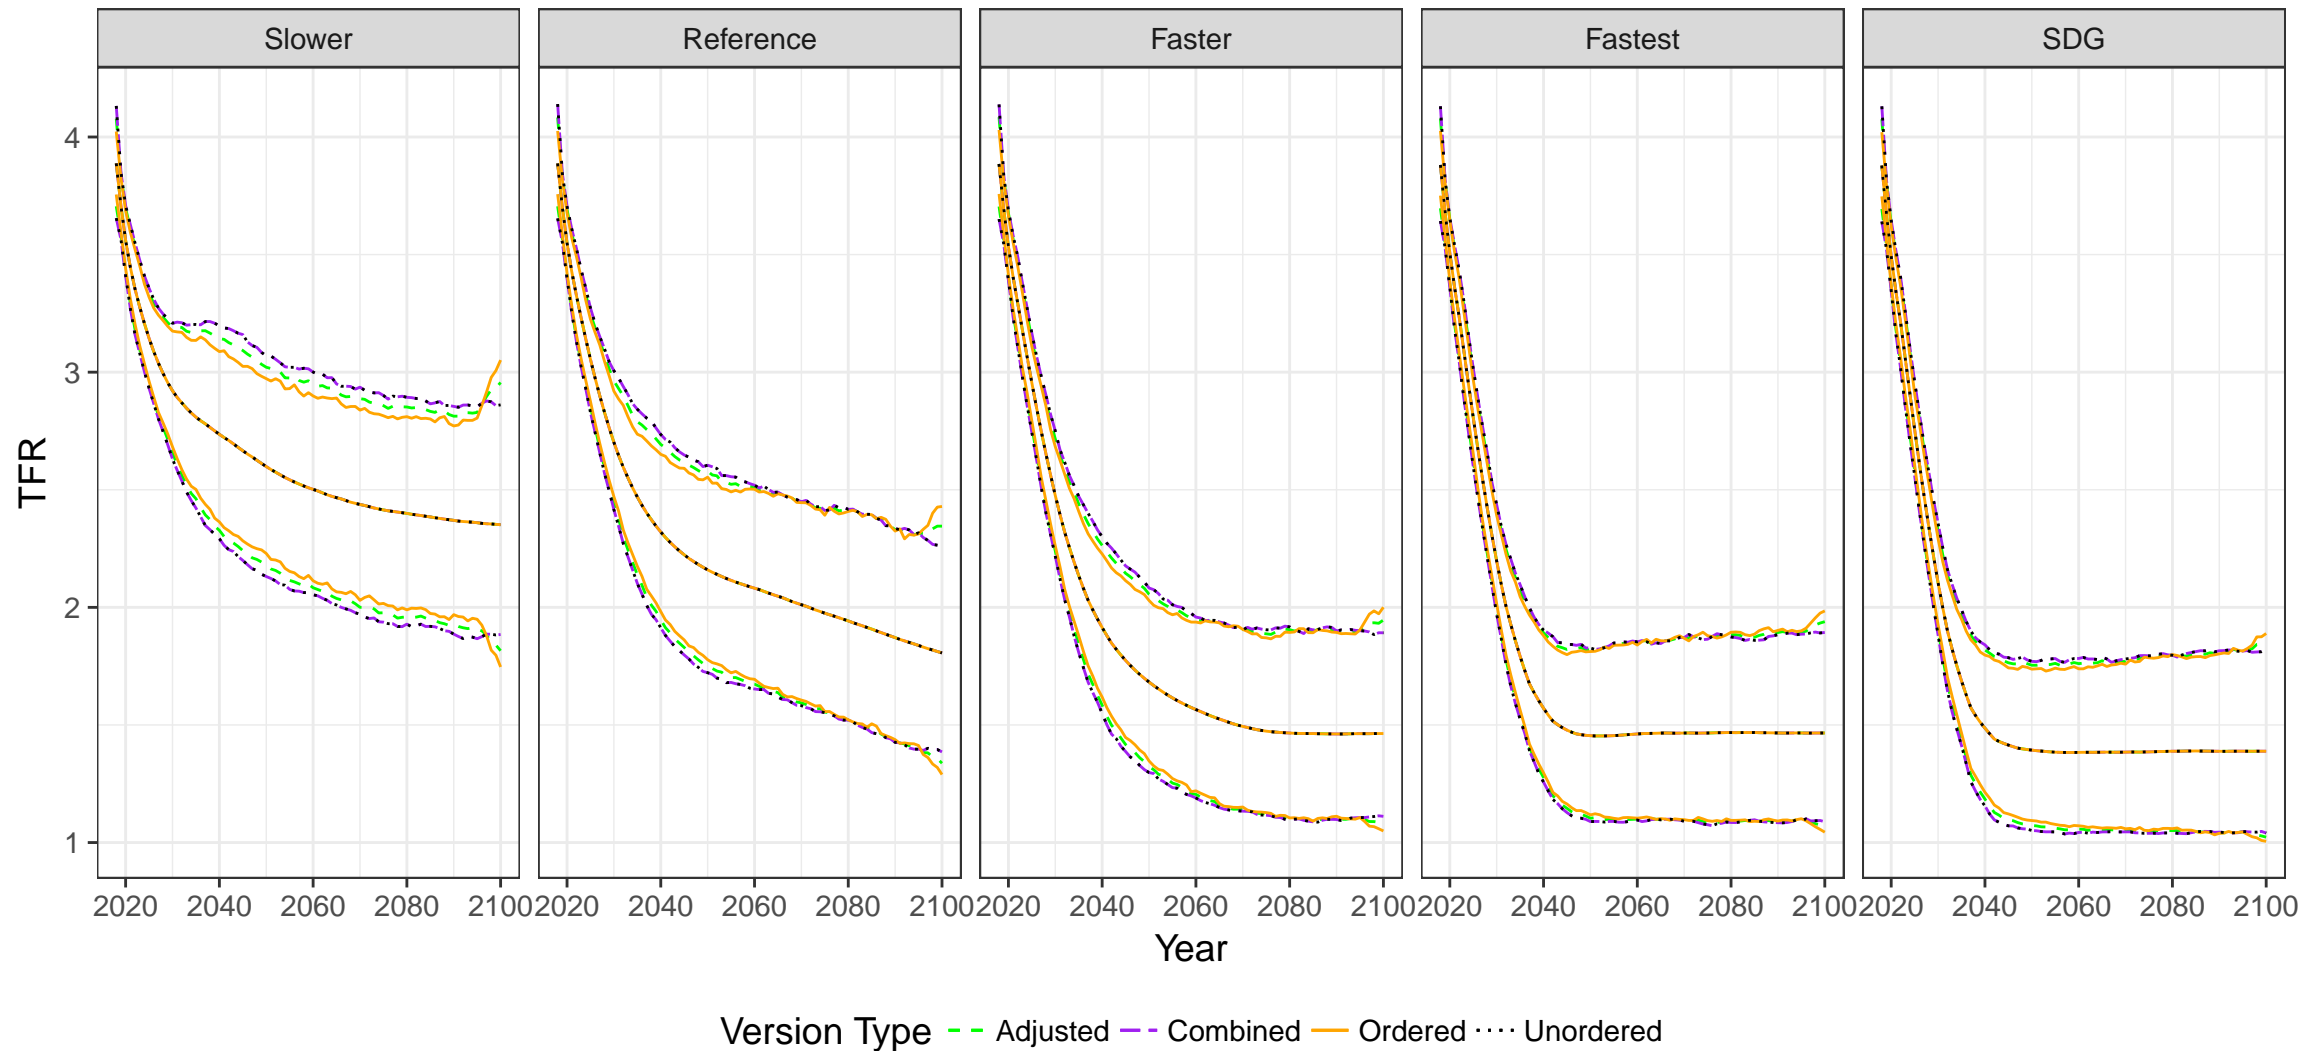 Slower Reference Faster Fastest SDG
4
3
2
1
TFR
2020 2040 2060 2080 2100 2020 2040 2060 2080 2100 2020 2040 2060 2080 2100 2020 2040 2060 2080 2100 2020 2040 2060 2080 2100
Year
Version Type Adjusted Combined Ordered Unordered